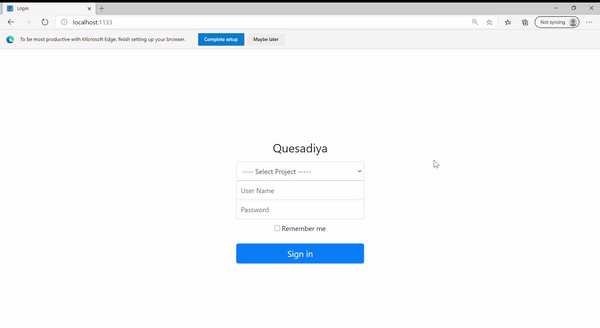 Login
localhost:1133
Not syncing
To be most productive with Microsoft Edge, finish setting up your browser.
Complete setup
Maybe later
Quesadiya
---- Select Project -----
User Name
Password
Remember me
Sign in